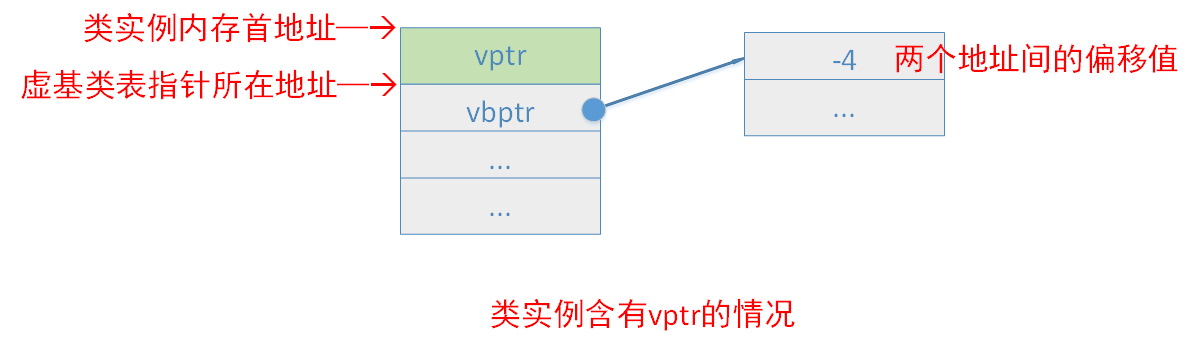 类实例内存首地址
vptr
-4
两个地址间的偏移值
虚基类表指针所在地址
vbptr
...
...
...
类实例含有vptr的情况